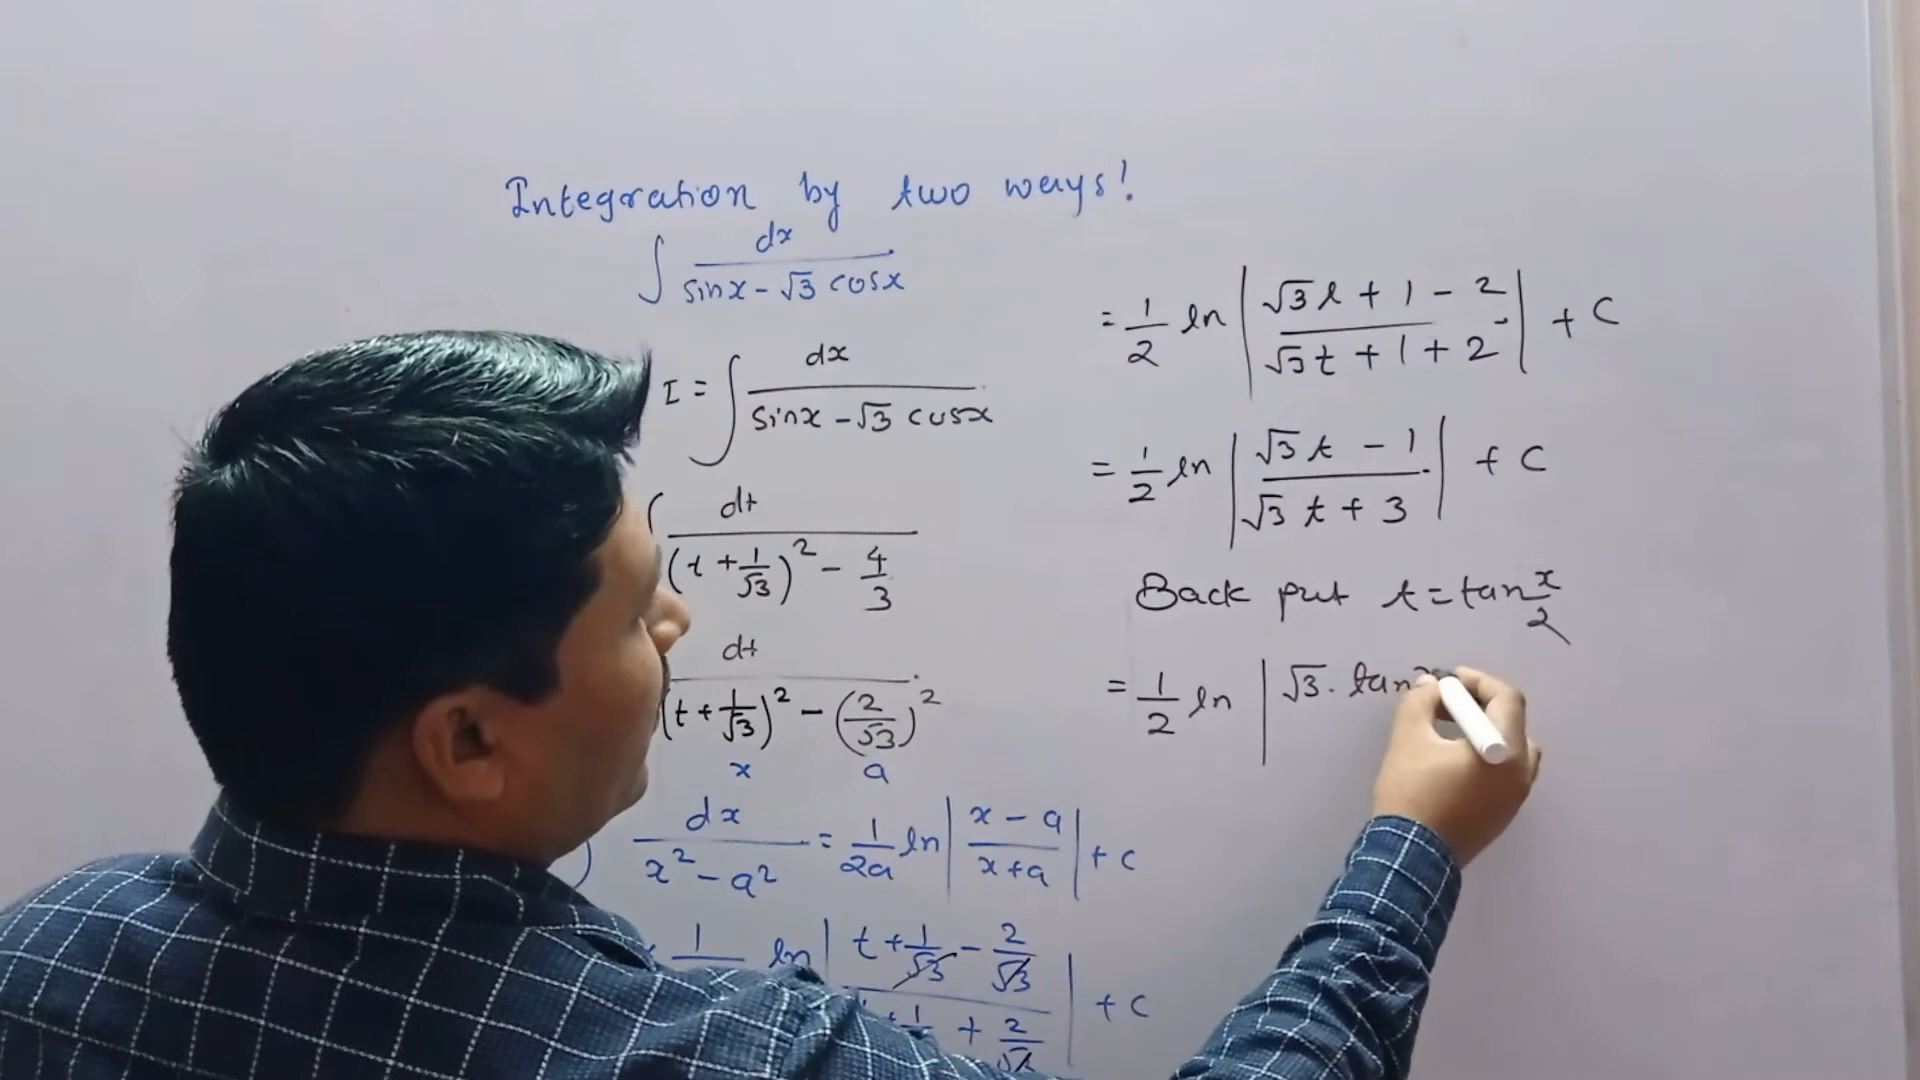 Integration by two ways!
∫ dx / (sinx - √3 cosx)
I = ∫ dx / (sinx - √3 cosx)
∫ dt / ((t + 1/√3)² - 4/3)
dt / ((t + 1/√3)² - (2/√3)²)
x a
dx / (x² - a²) = 1/2a ln |(x - a) / (x + a)| + c
1 ln |(t + 1/√3 - 2/√3) / (+ 1 + 2/√3)| + c
= 1/2 ln |(√3t + 1 - 2) / (√3t + 1 + 2)| + c
= 1/2 ln |(√3t - 1) / (√3t + 3)| + c
Back put t = tan x/2
= 1/2 ln | √3. tan